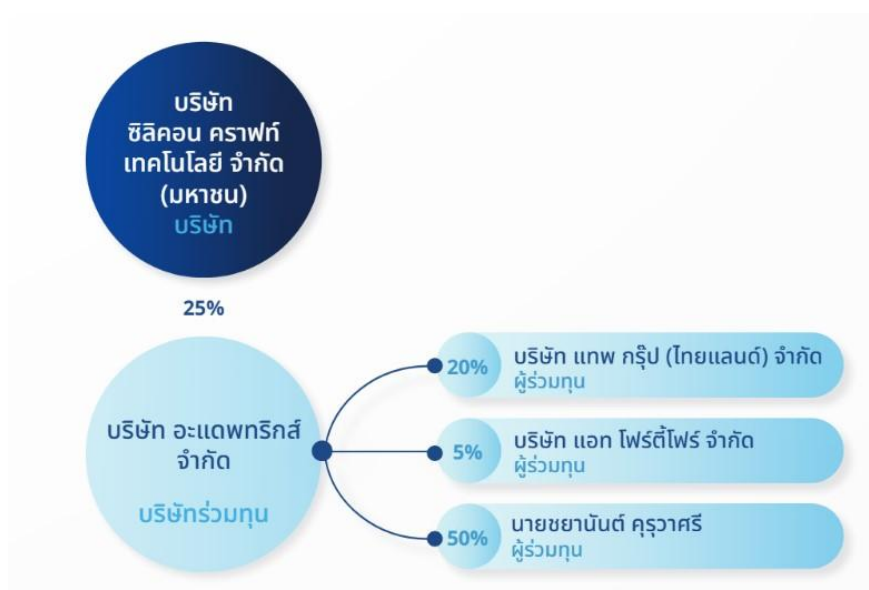 บริษัท
ซิลิคอน คราฟท์
เทคโนโลยี จำกัด
(มหาชน)
บริษัท
25%
บริษัท อะแดพทริกส์
จำกัด
บริษัทร่วมทุน
20%
บริษัท แทพ กรุ๊ป (ไทยแลนด์) จำกัด
ผู้ร่วมทุน
5%
บริษัท แอท โฟร์ตี้โฟร์ จำกัด
ผู้ร่วมทุน
50%
นายชยานันต์ คุรุวาศรี
ผู้ร่วมทุน